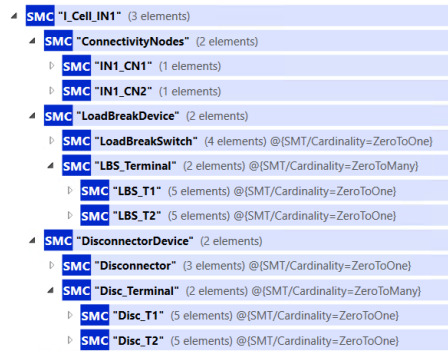 SMC "I_Cell_IN1" (3 elements)
SMC "ConnectivityNodes" (2 elements)
SMC "IN1_CN1" (1 elements)
SMC "IN1_CN2" (1 elements)
SMC "LoadBreakDevice" (2 elements)
SMC "LoadBreakSwitch" (4 elements) @{SMT/Cardinality=ZeroToOne}
SMC "LBS_Terminal" (2 elements) @{SMT/Cardinality=ZeroToMany}
SMC "LBS_T1" (5 elements) @{SMT/Cardinality=ZeroToOne}
SMC "LBS_T2" (5 elements) @{SMT/Cardinality=ZeroToOne}
SMC "DisconnectorDevice" (2 elements)
SMC "Disconnector" (3 elements) @{SMT/Cardinality=ZeroToOne}
SMC "Disc_Terminal" (2 elements) @{SMT/Cardinality=ZeroToMany}
SMC "Disc_T1" (5 elements) @{SMT/Cardinality=ZeroToOne}
SMC "Disc_T2" (5 elements) @{SMT/Cardinality=ZeroToOne}